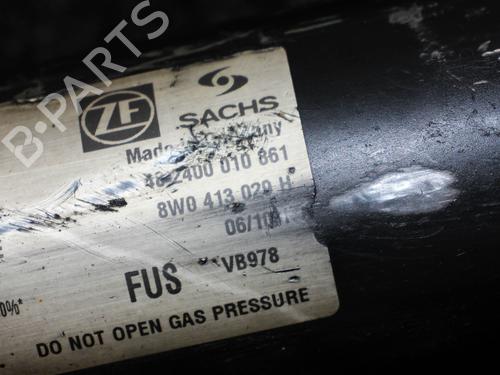 B-PARTS
ZF
SACHS
Made Germany
400 010 861
8W0 413 029 H
06/10
FUS VB978
0%*
DO NOT OPEN GAS PRESSURE